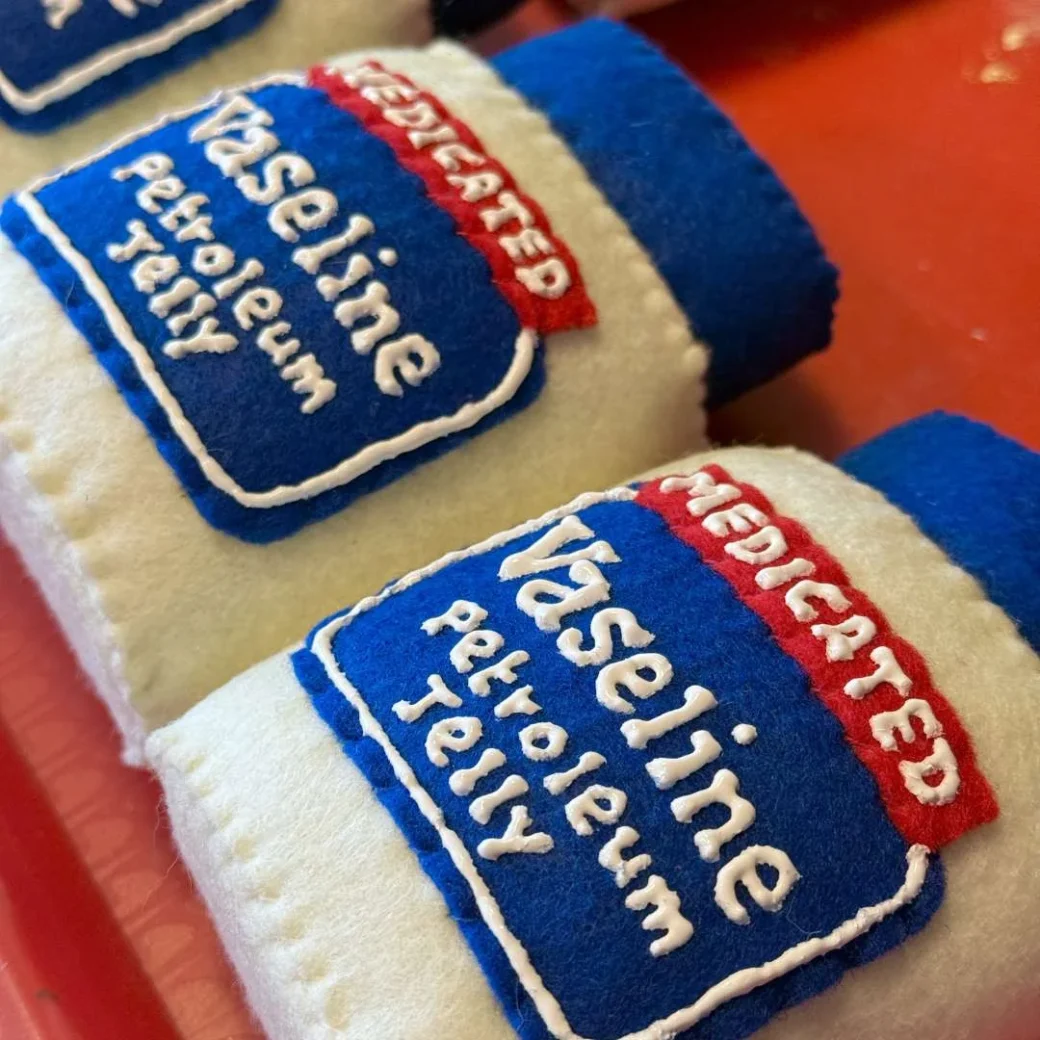 MEDICATED
Vaseline
Petroleum
Jelly
MEDICATED
Vaseline
Petroleum
Jelly